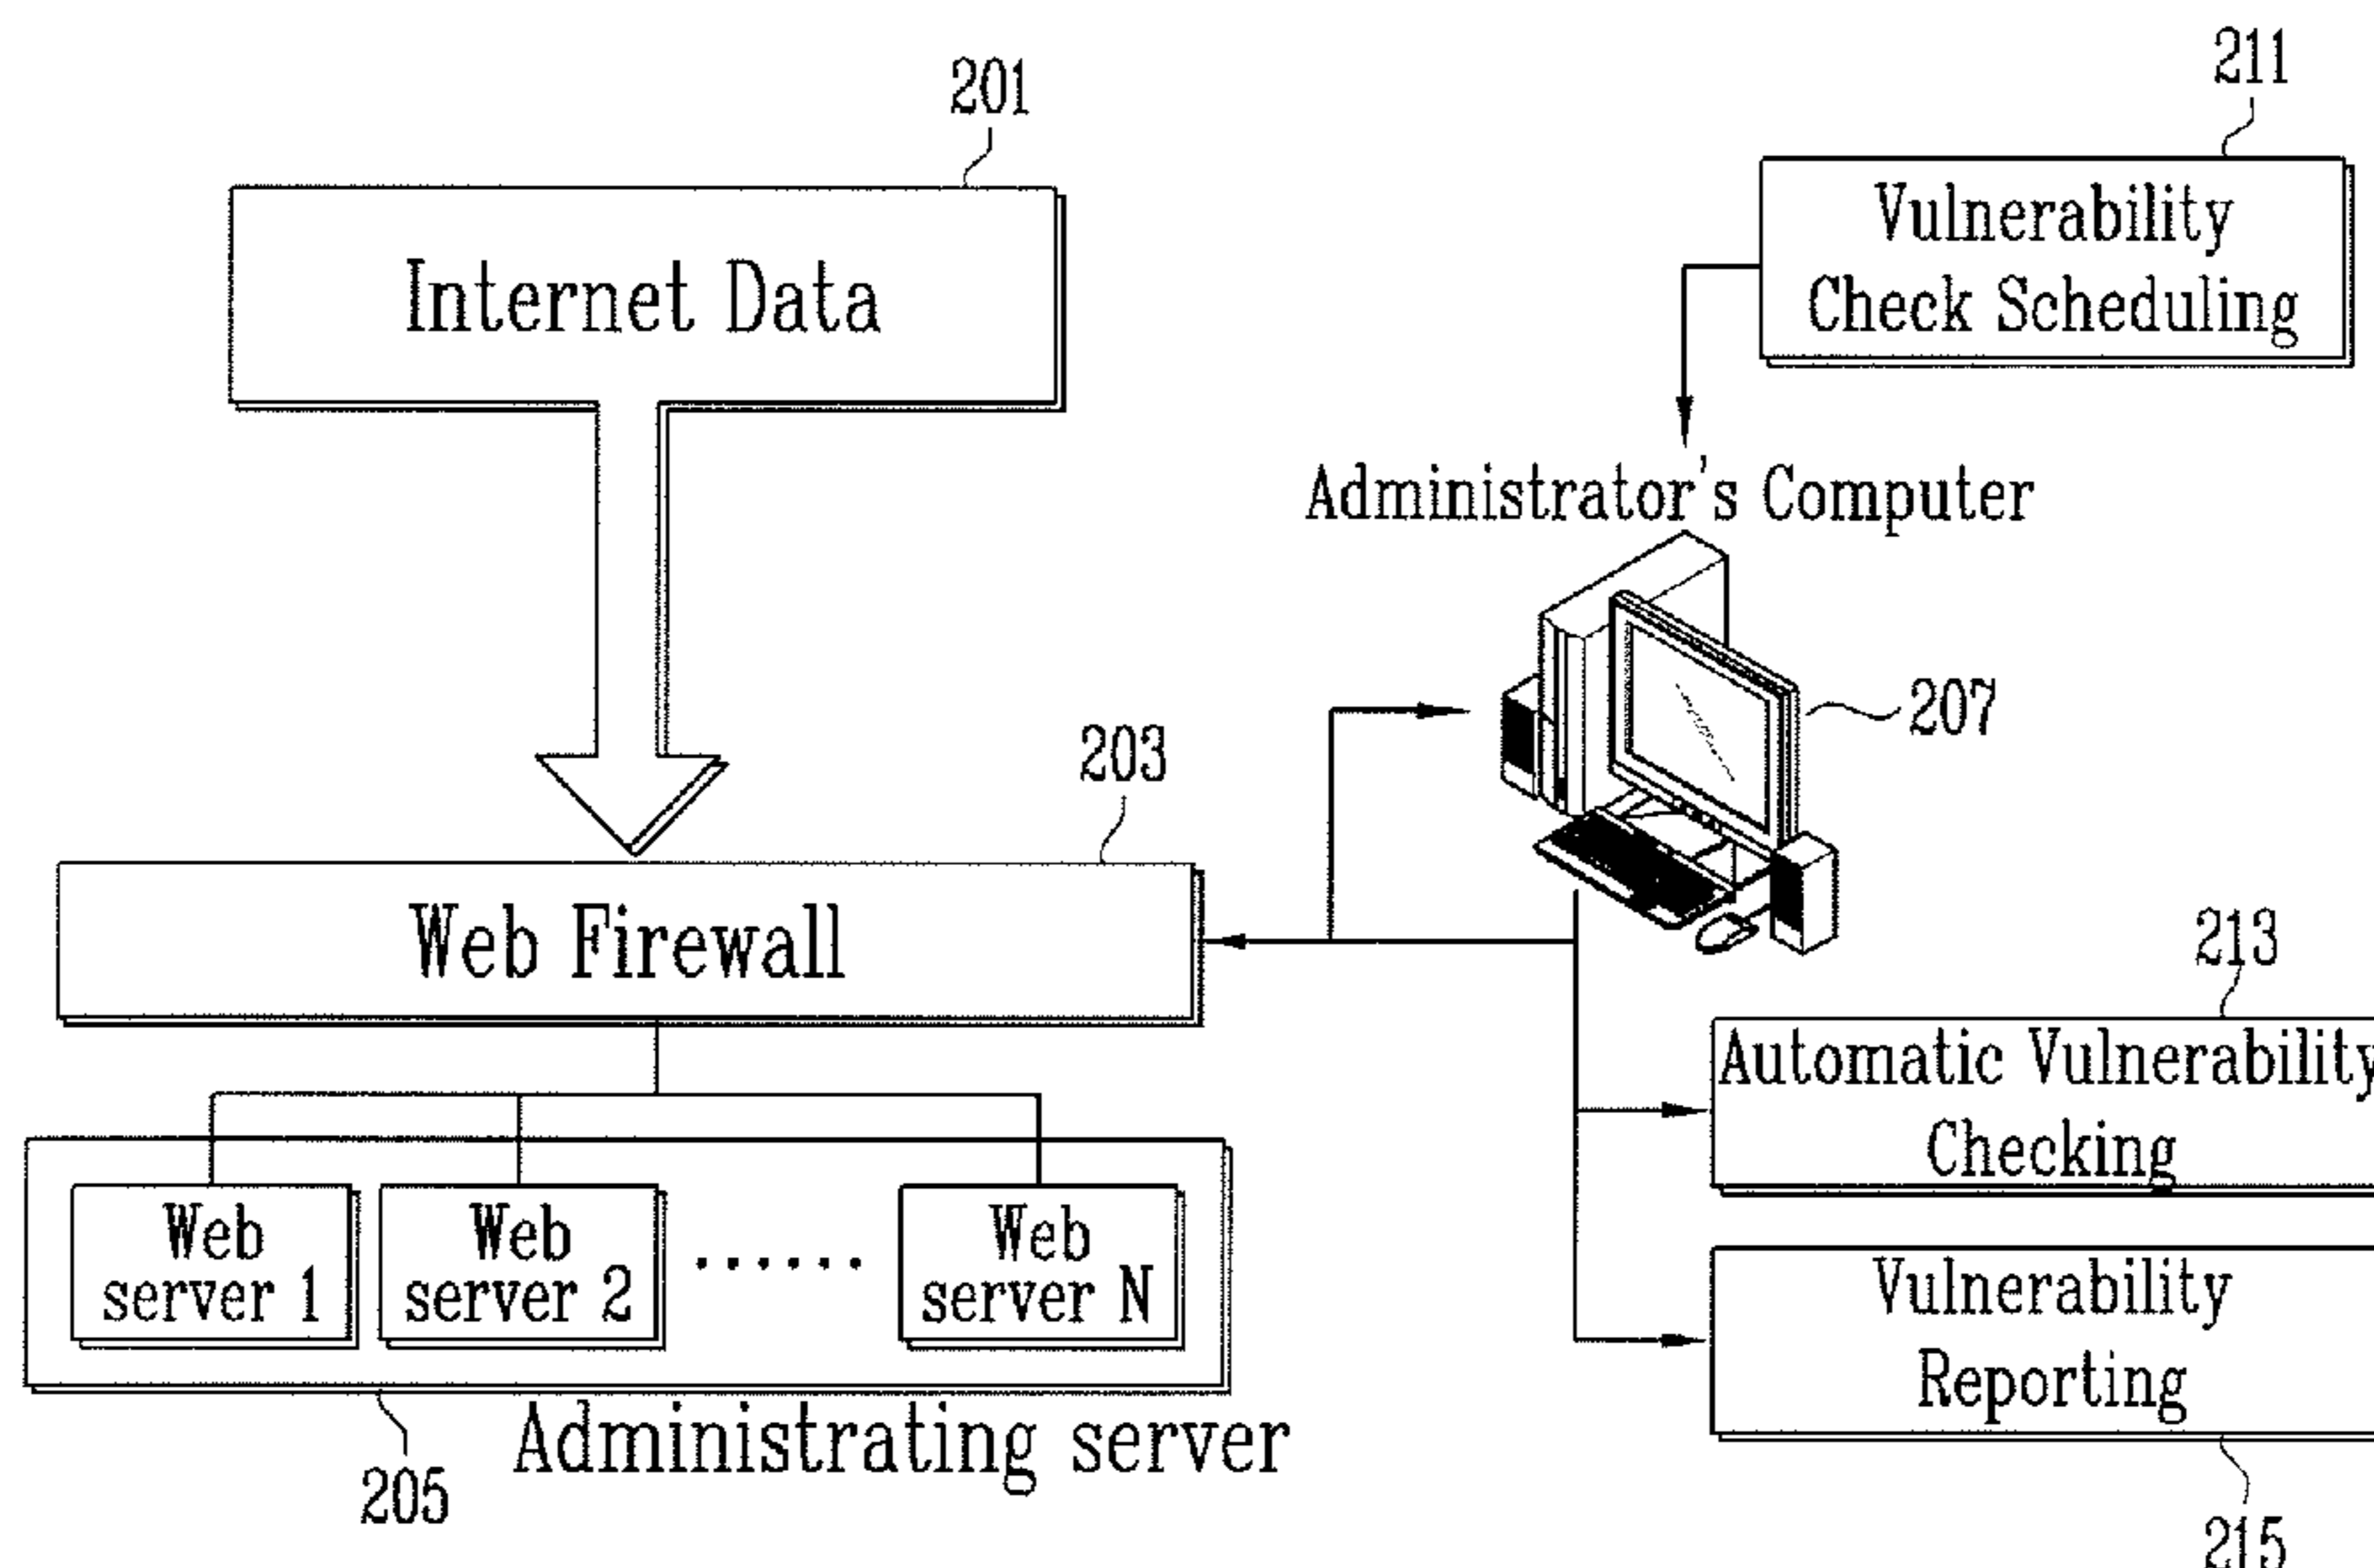 201
Internet Data
211
Vulnerability
Check Scheduling
Administrator's Computer
207
203
Web Firewall
213
Automatic Vulnerability
Checking
Web
server 1
Web
server 2
......
Web
server N
Vulnerability
Reporting
Administrating server
205
215